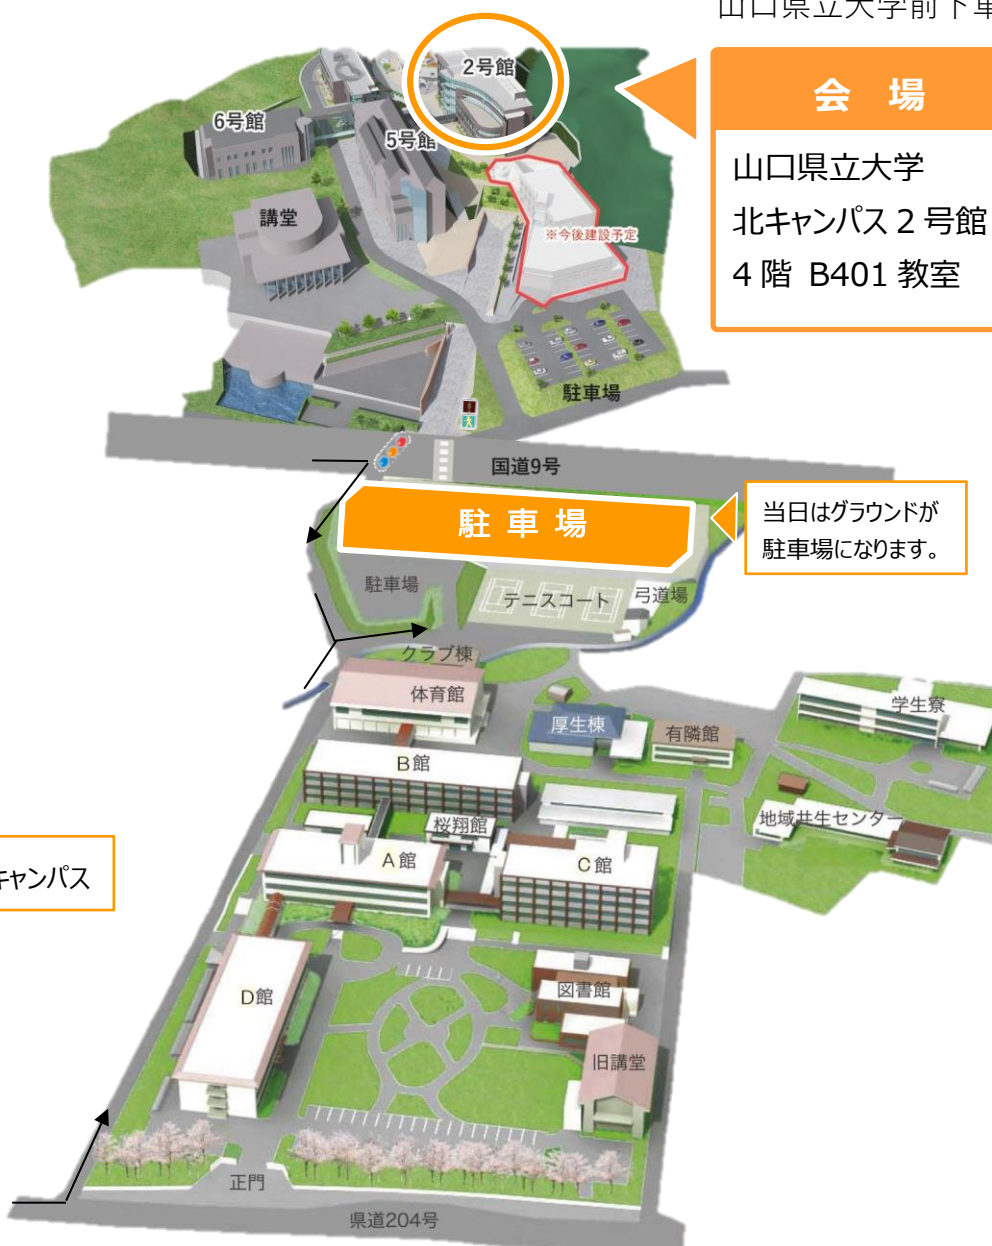 山口県立大学前下車
2号館
会 場
6号館
5号館
山口県立大学
北キャンパス 2 号館
4 階 B401 教室
講堂
※今後建設予定
駐車場
国道9号
駐 車 場
当日はグラウンドが
駐車場になります。
駐車場
テニスコート
弓道場
クラブ棟
体育館
学生寮
厚生棟
有隣館
B館
地域共生センター
桜翔館
A館
C館
キャンパス
D館
図書館
旧講堂
正門
県道204号